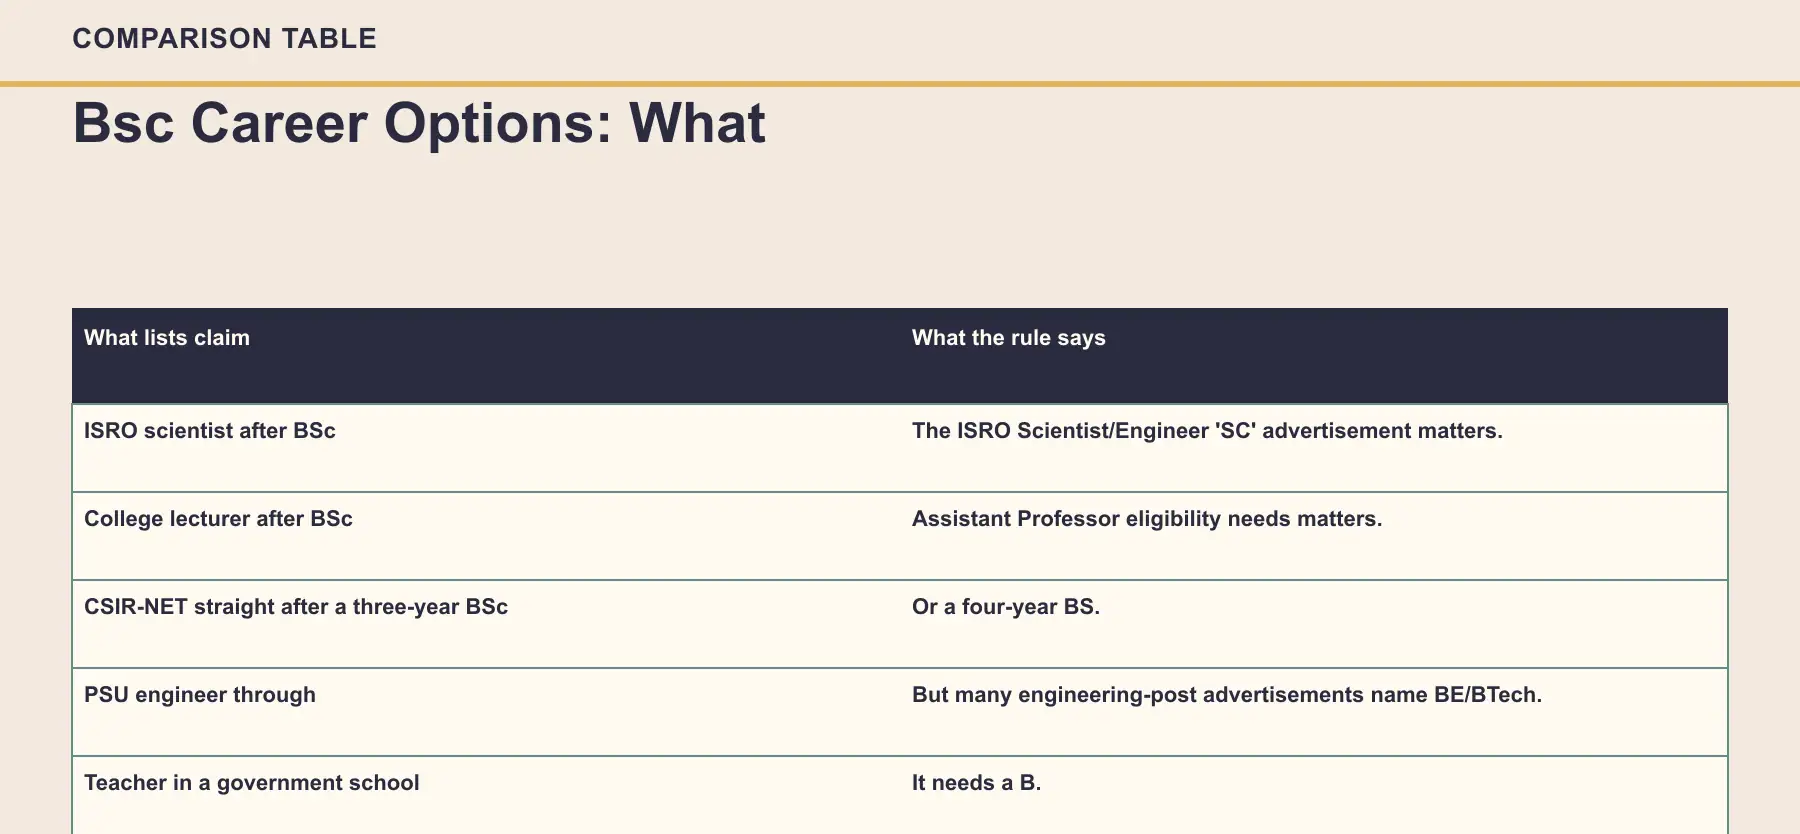 COMPARISON TABLE
Bsc Career Options: What
What lists claim What the rule says
ISRO scientist after BSc The ISRO Scientist/Engineer 'SC' advertisement matters.
College lecturer after BSc Assistant Professor eligibility needs matters.
CSIR-NET straight after a three-year BSc Or a four-year BS.
PSU engineer through But many engineering-post advertisements name BE/BTech.
Teacher in a government school It needs a B.